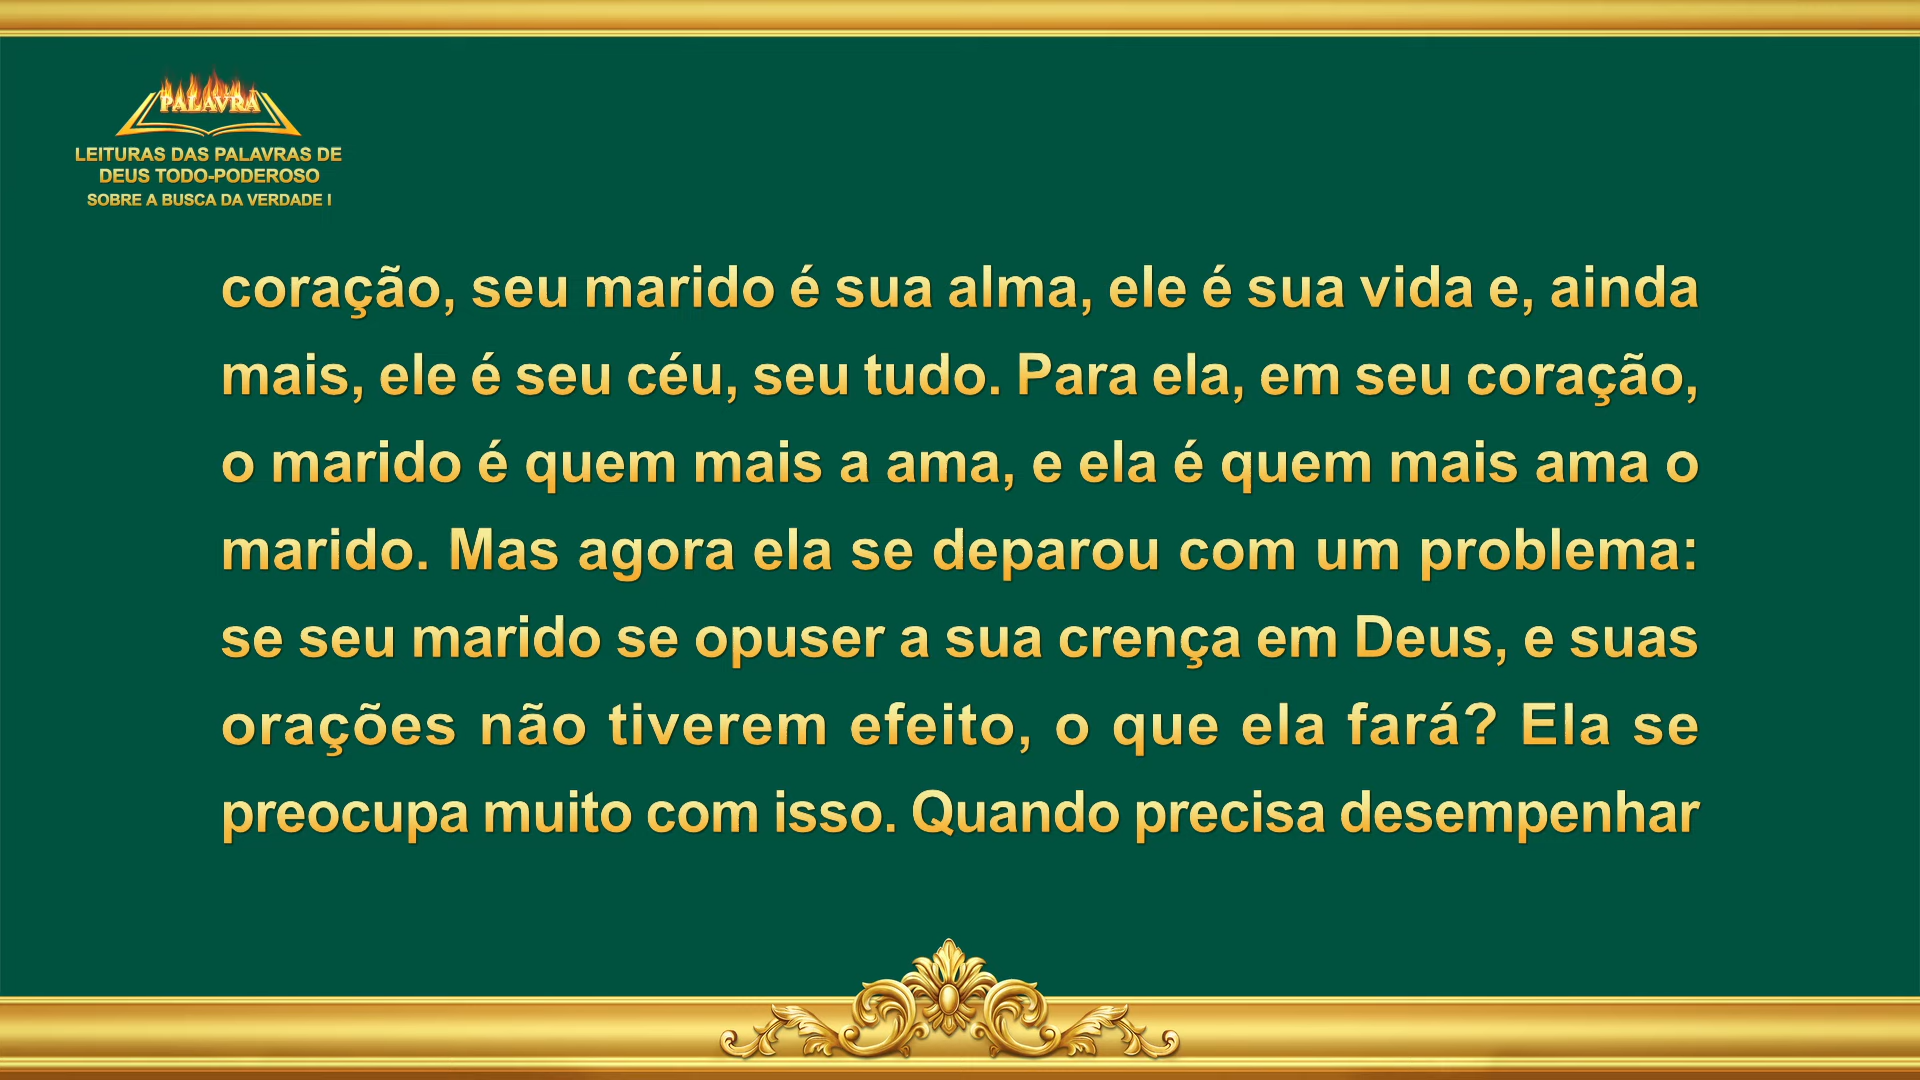 PALAVRA
LEITURAS DAS PALAVRAS DE
DEUS TODO-PODEROSO
SOBRE A BUSCA DA VERDADE I
coração, seu marido é sua alma, ele é sua vida e, ainda
mais, ele é seu céu, seu tudo. Para ela, em seu coração,
o marido é quem mais a ama, e ela é quem mais ama o
marido. Mas agora ela se deparou com um problema:
se seu marido se opuser a sua crença em Deus, e suas
orações não tiverem efeito, o que ela fará? Ela se
preocupa muito com isso. Quando precisa desempenhar